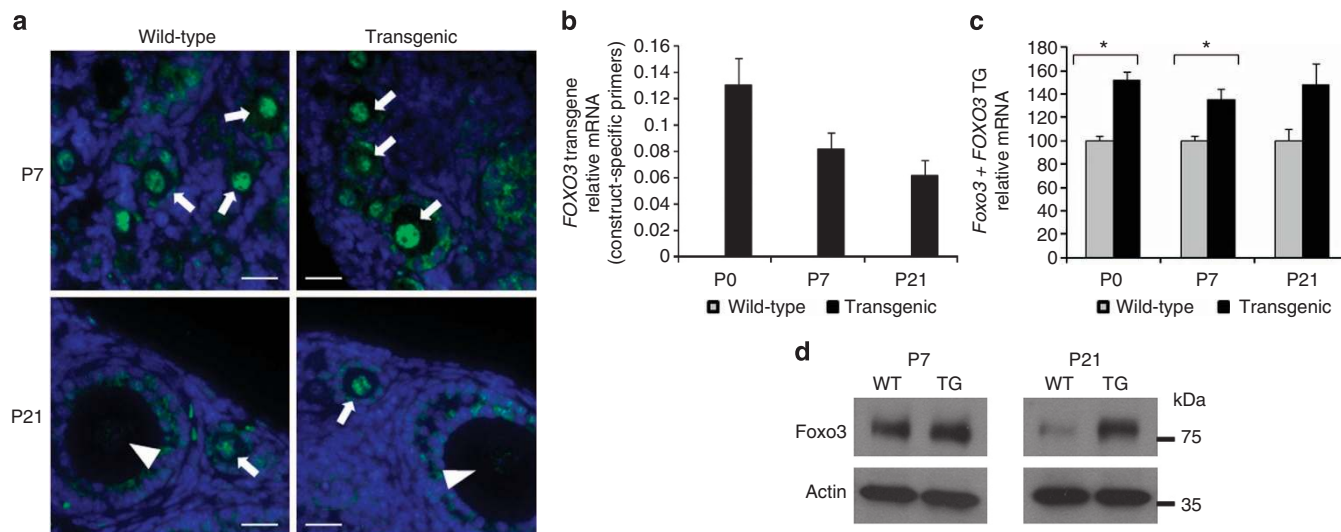 a
Wild-type Transgenic
P7
P21
b
FOXO3 transgene
relative mRNA
(construct-specific primers)
0.16
0.14
0.12
0.1
0.08
0.06
0.04
0.02
0
P0 P7 P21
Wild-type Transgenic
c
Foxo3 + FOXO3 TG
relative mRNA
180
160
140
120
100
80
60
40
20
0
* *
P0 P7 P21
Wild-type Transgenic
d
P7 P21
WT TG WT TG kDa
Foxo3 75
Actin 35